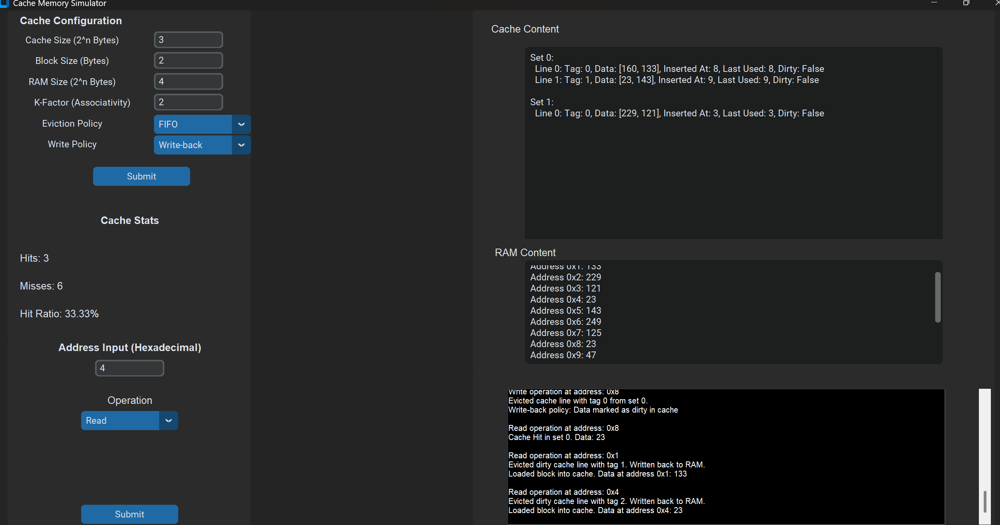 Cache Memory Simulator
Cache Configuration
Cache Size (2^n Bytes)
3
Block Size (Bytes)
2
RAM Size (2^n Bytes)
4
K-Factor (Associativity)
2
Eviction Policy
FIFO
Write Policy
Write-back
Submit
Cache Stats
Hits: 3
Misses: 6
Hit Ratio: 33.33%
Address Input (Hexadecimal)
4
Operation
Read
Submit
Cache Content
Set 0:
Line 0: Tag: 0, Data: [160, 133], Inserted At: 8, Last Used: 8, Dirty: False
Line 1: Tag: 1, Data: [23, 143], Inserted At: 9, Last Used: 9, Dirty: False
Set 1:
Line 0: Tag: 0, Data: [229, 121], Inserted At: 3, Last Used: 3, Dirty: False
RAM Content
Address 0x1: 133
Address 0x2: 229
Address 0x3: 121
Address 0x4: 23
Address 0x5: 143
Address 0x6: 249
Address 0x7: 125
Address 0x8: 23
Address 0x9: 47
Write operation at address: 0x8
Evicted cache line with tag 0 from set 0.
Write-back policy: Data marked as dirty in cache
Read operation at address: 0x8
Cache Hit in set 0. Data: 23
Read operation at address: 0x1
Evicted dirty cache line with tag 1. Written back to RAM.
Loaded block into cache. Data at address 0x1: 133
Read operation at address: 0x4
Evicted dirty cache line with tag 2. Written back to RAM.
Loaded block into cache. Data at address 0x4: 23